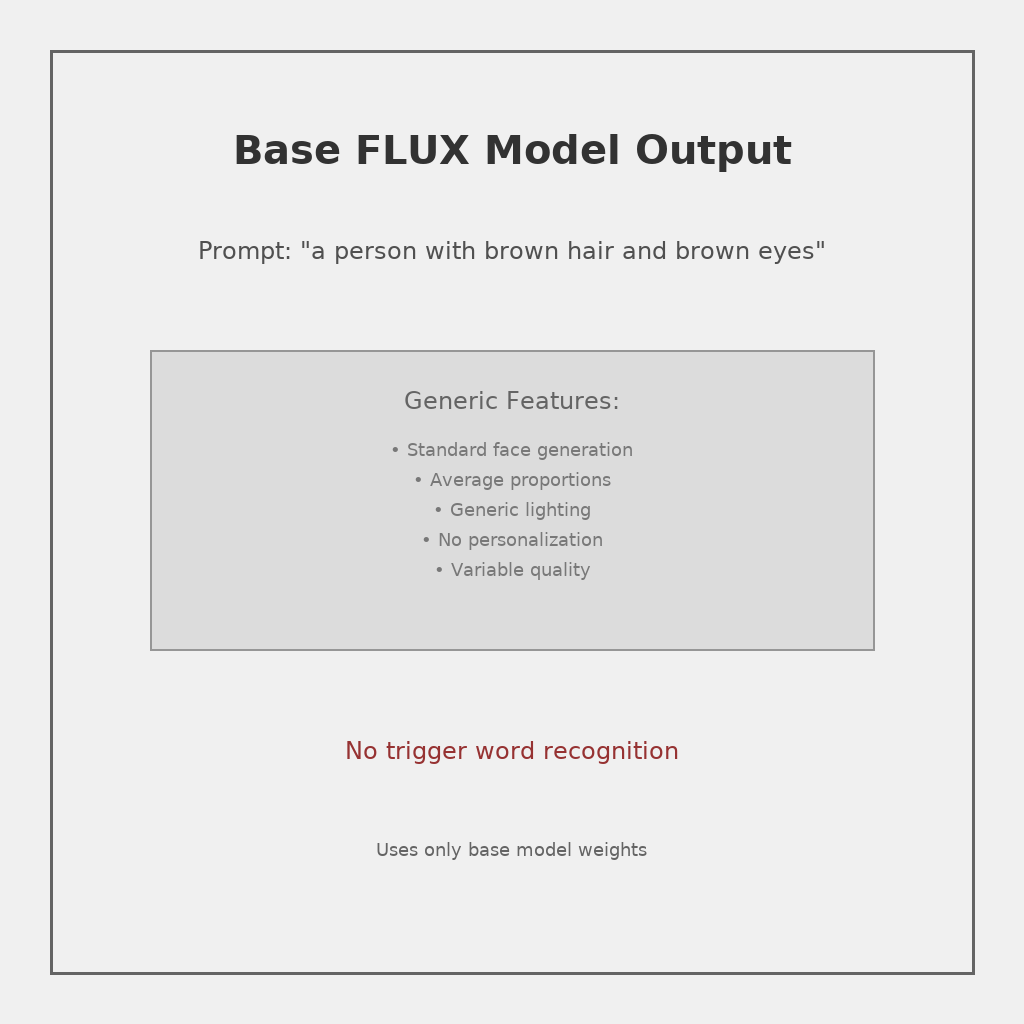 Base FLUX Model Output
Prompt: "a person with brown hair and brown eyes"
Generic Features:
• Standard face generation
• Average proportions
• Generic lighting
• No personalization
• Variable quality
No trigger word recognition
Uses only base model weights